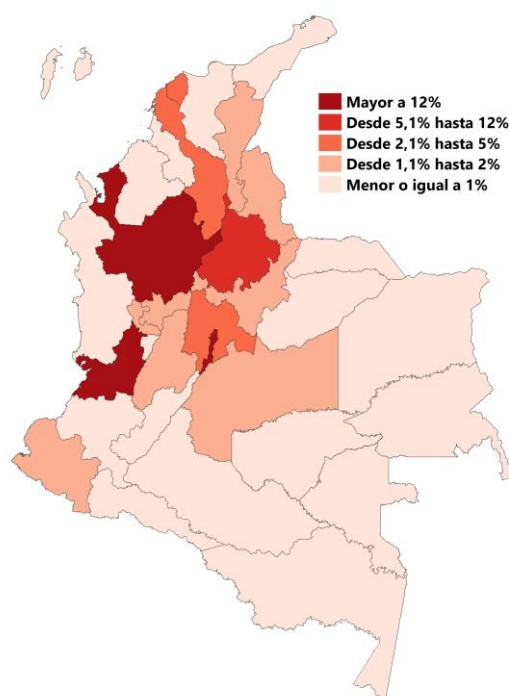 Mayor a 12%
Desde 5,1% hasta 12%
Desde 2,1% hasta 5%
Desde 1,1% hasta 2%
Menor o igual a 1%